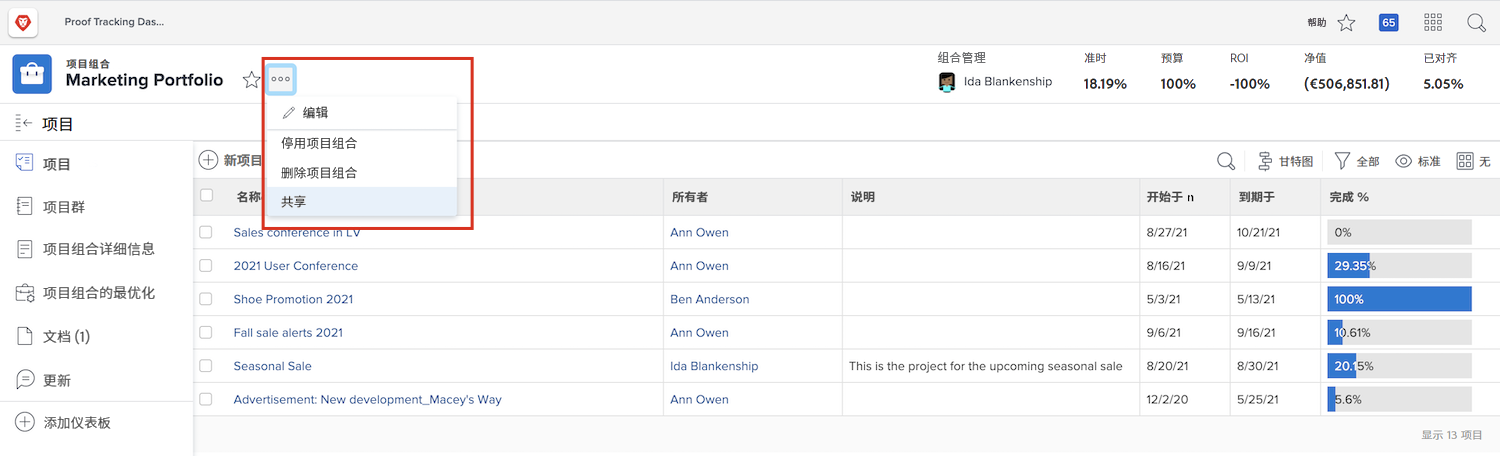 Proof Tracking Das...
帮助
65
项目组合
Marketing Portfolio
组合管理
Ida Blankenship
准时
18.19%
预算
100%
ROI
-100%
净值
(€506,851.81)
已对齐
5.05%
编辑
停用项目组合
删除项目组合
共享
项目
项目
项目群
项目组合详细信息
项目组合的最优化
文档 (1)
更新
添加仪表板
新项目
甘特图
全部
标准
无
名称 所有者 说明 开始于 n 到期于 完成 %
Sales conference in LV Ann Owen 8/27/21 10/21/21 0%
2021 User Conference Ann Owen 8/16/21 9/9/21 29.35%
Shoe Promotion 2021 Ben Anderson 5/3/21 5/13/21 100%
Fall sale alerts 2021 Ann Owen 9/6/21 9/16/21 10.61%
Seasonal Sale Ida Blankenship This is the project for the upcoming seasonal sale 8/20/21 8/30/21 20.15%
Advertisement: New development_Macey's Way Ann Owen 12/2/20 5/25/21 5.6%
显示 13 项目